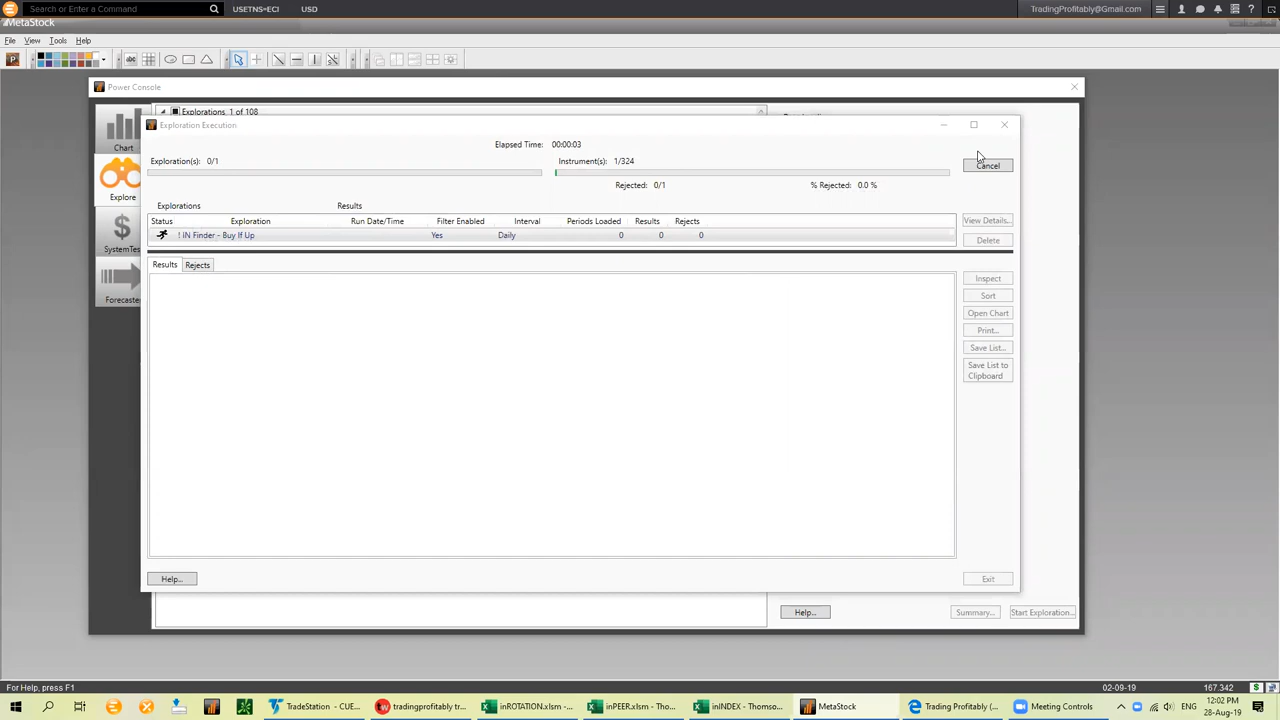 Search or Enter Command
USETNS=ECI
USD
TradingProfitably@Gmail.com
MetaStock
File View Tools Help
P
abc
Power Console
Explorations, 1 of 108
Exploration Execution
Elapsed Time: 00:00:03
Exploration(s): 0/1
Instrument(s): 1/324
Cancel
Rejected: 0/1
% Rejected: 0.0 %
Explorations
Results
Status Exploration Run Date/Time Filter Enabled Interval Periods Loaded Results Rejects
! IN Finder - Buy If Up Yes Daily 0 0 0
View Details...
Delete
Chart
Explore
SystemTes
Forecaste
Results Rejects
Inspect
Sort
Open Chart
Print...
Save List...
Save List to
Clipboard
Help...
Exit
Help...
Summary...
Start Exploration...
For Help, press F1
02-09-19
167.342
TradeStation - CUE...
tradingprofitably tra...
inROTATION.xlsm -...
inPEER.xlsm - Tho...
inINDEX - Thomso...
MetaStock
Trading Profitably (...
Meeting Controls
ENG
12:02 PM
28-Aug-19